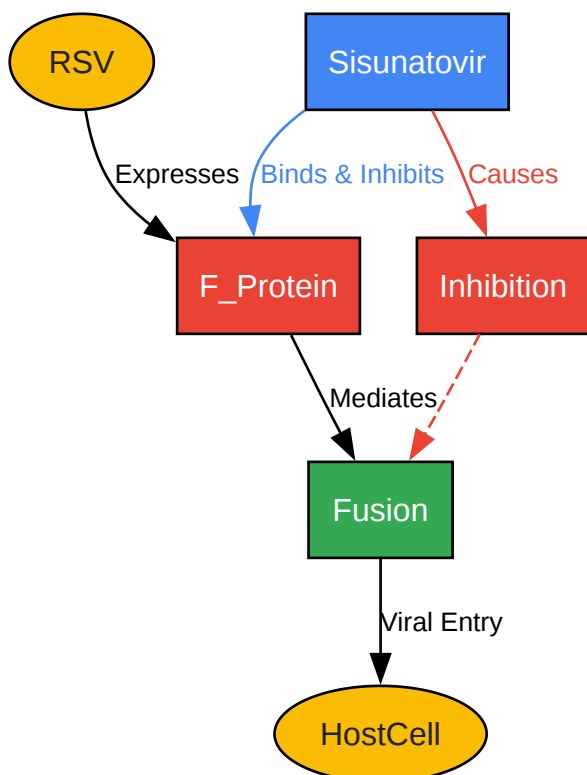 RSV
Sisunatovir
Expresses
Binds & Inhibits
Causes
F_Protein
Inhibition
Mediates
Fusion
Viral Entry
HostCell